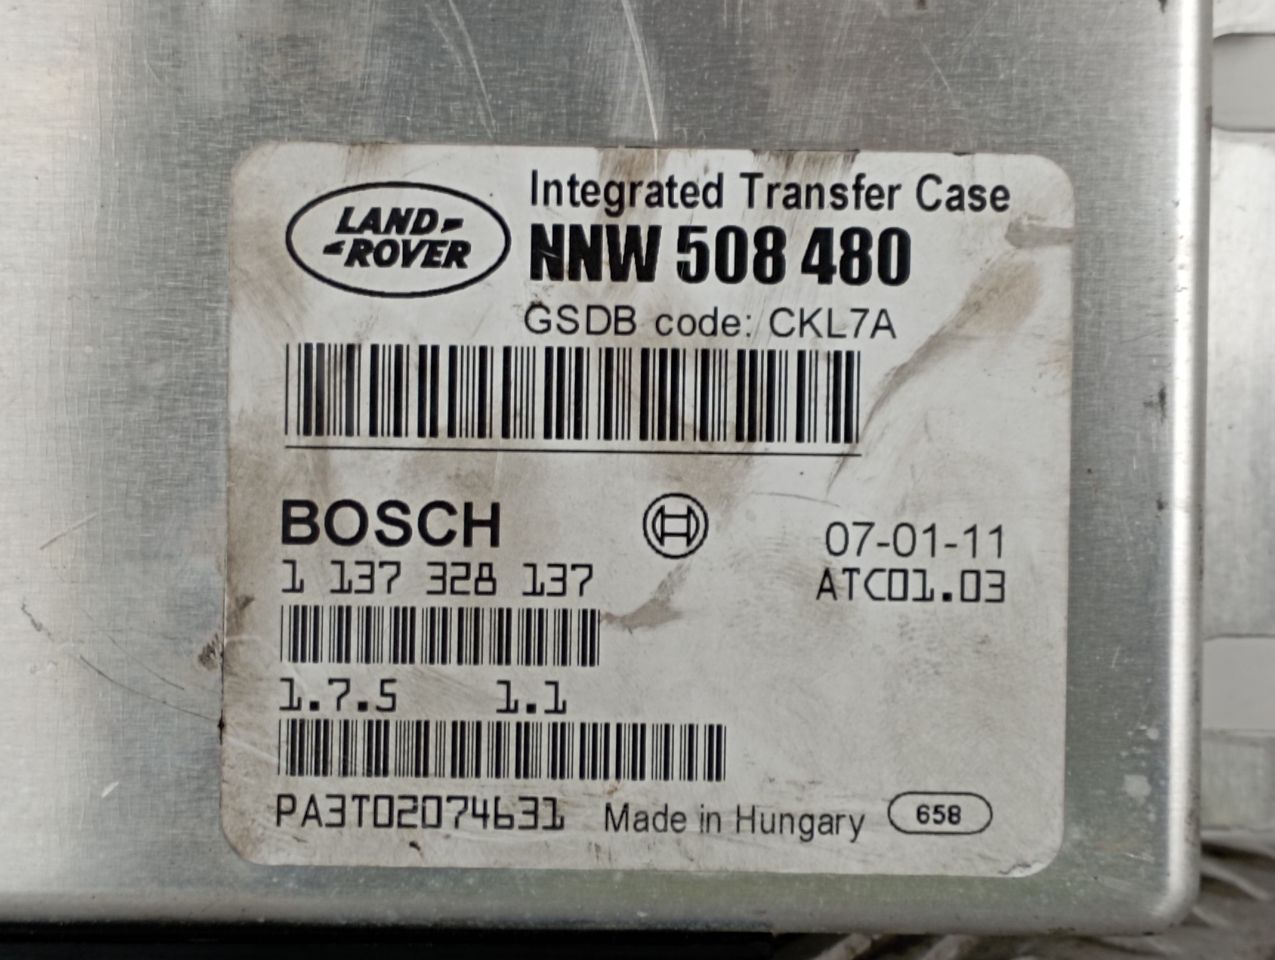 LAND
ROVER
Integrated Transfer Case
NNW 508 480
GSDB code: CKL7A
BOSCH
07-01-11
1 137 328 137
ATC01.03
1.7.5 1.1
PA3T02074631 Made in Hungary 658